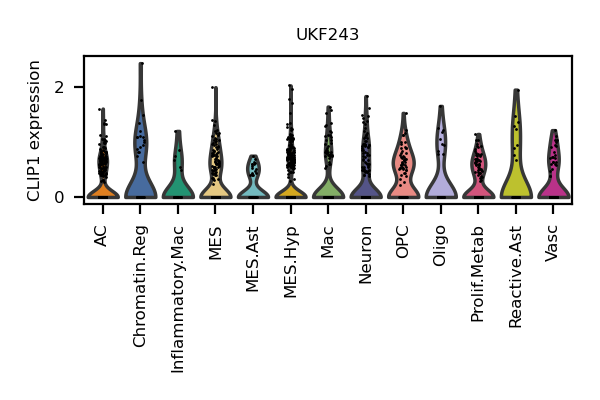 UKF243
CLIP1 expression
2
0
AC
Chromatin.Reg
Inflammatory.Mac
MES
MES.Ast
MES.Hyp
Mac
Neuron
OPC
Oligo
Prolif.Metab
Reactive.Ast
Vasc